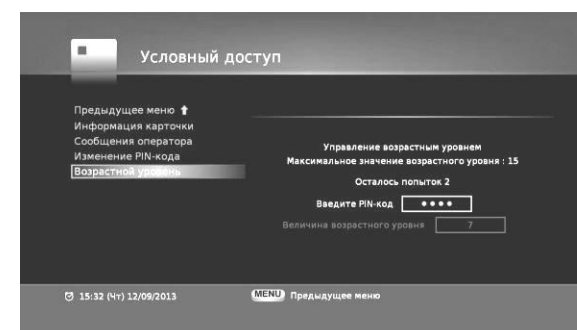 Условный доступ
Предыдущее меню ⬆
Информация карточки
Сообщения оператора
Изменение PIN-кода
Возрастной уровень
Управление возрастным уровнем
Максимальное значение возрастного уровня : 15
Осталось попыток 2
Введите PIN-код ●●●●
Величина возрастного уровня 7
15:32 (Чт) 12/09/2013
MENU Предыдущее меню